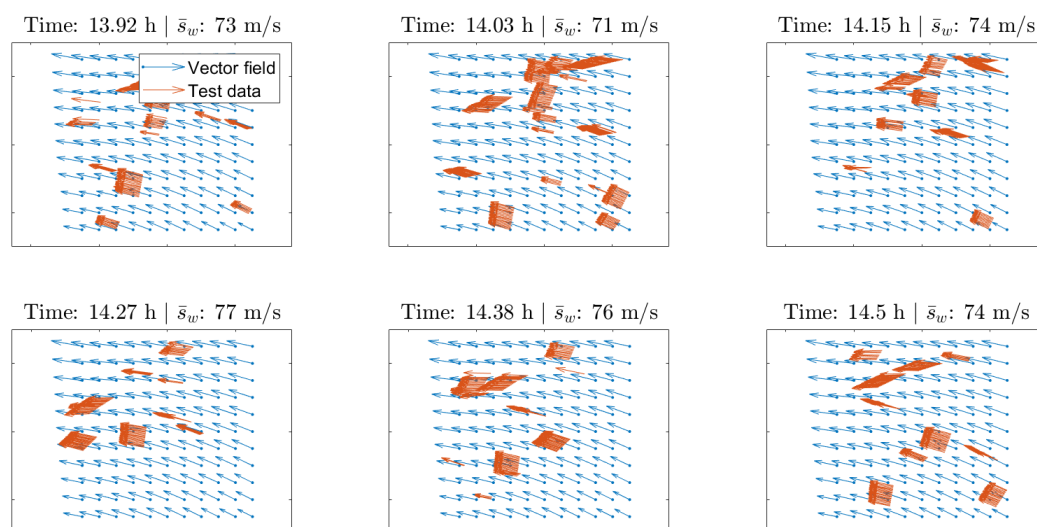 Time: 13.92 h | s̄_w: 73 m/s
Time: 14.03 h | s̄_w: 71 m/s
Time: 14.15 h | s̄_w: 74 m/s
Vector field
Test data
Time: 14.27 h | s̄_w: 77 m/s
Time: 14.38 h | s̄_w: 76 m/s
Time: 14.5 h | s̄_w: 74 m/s